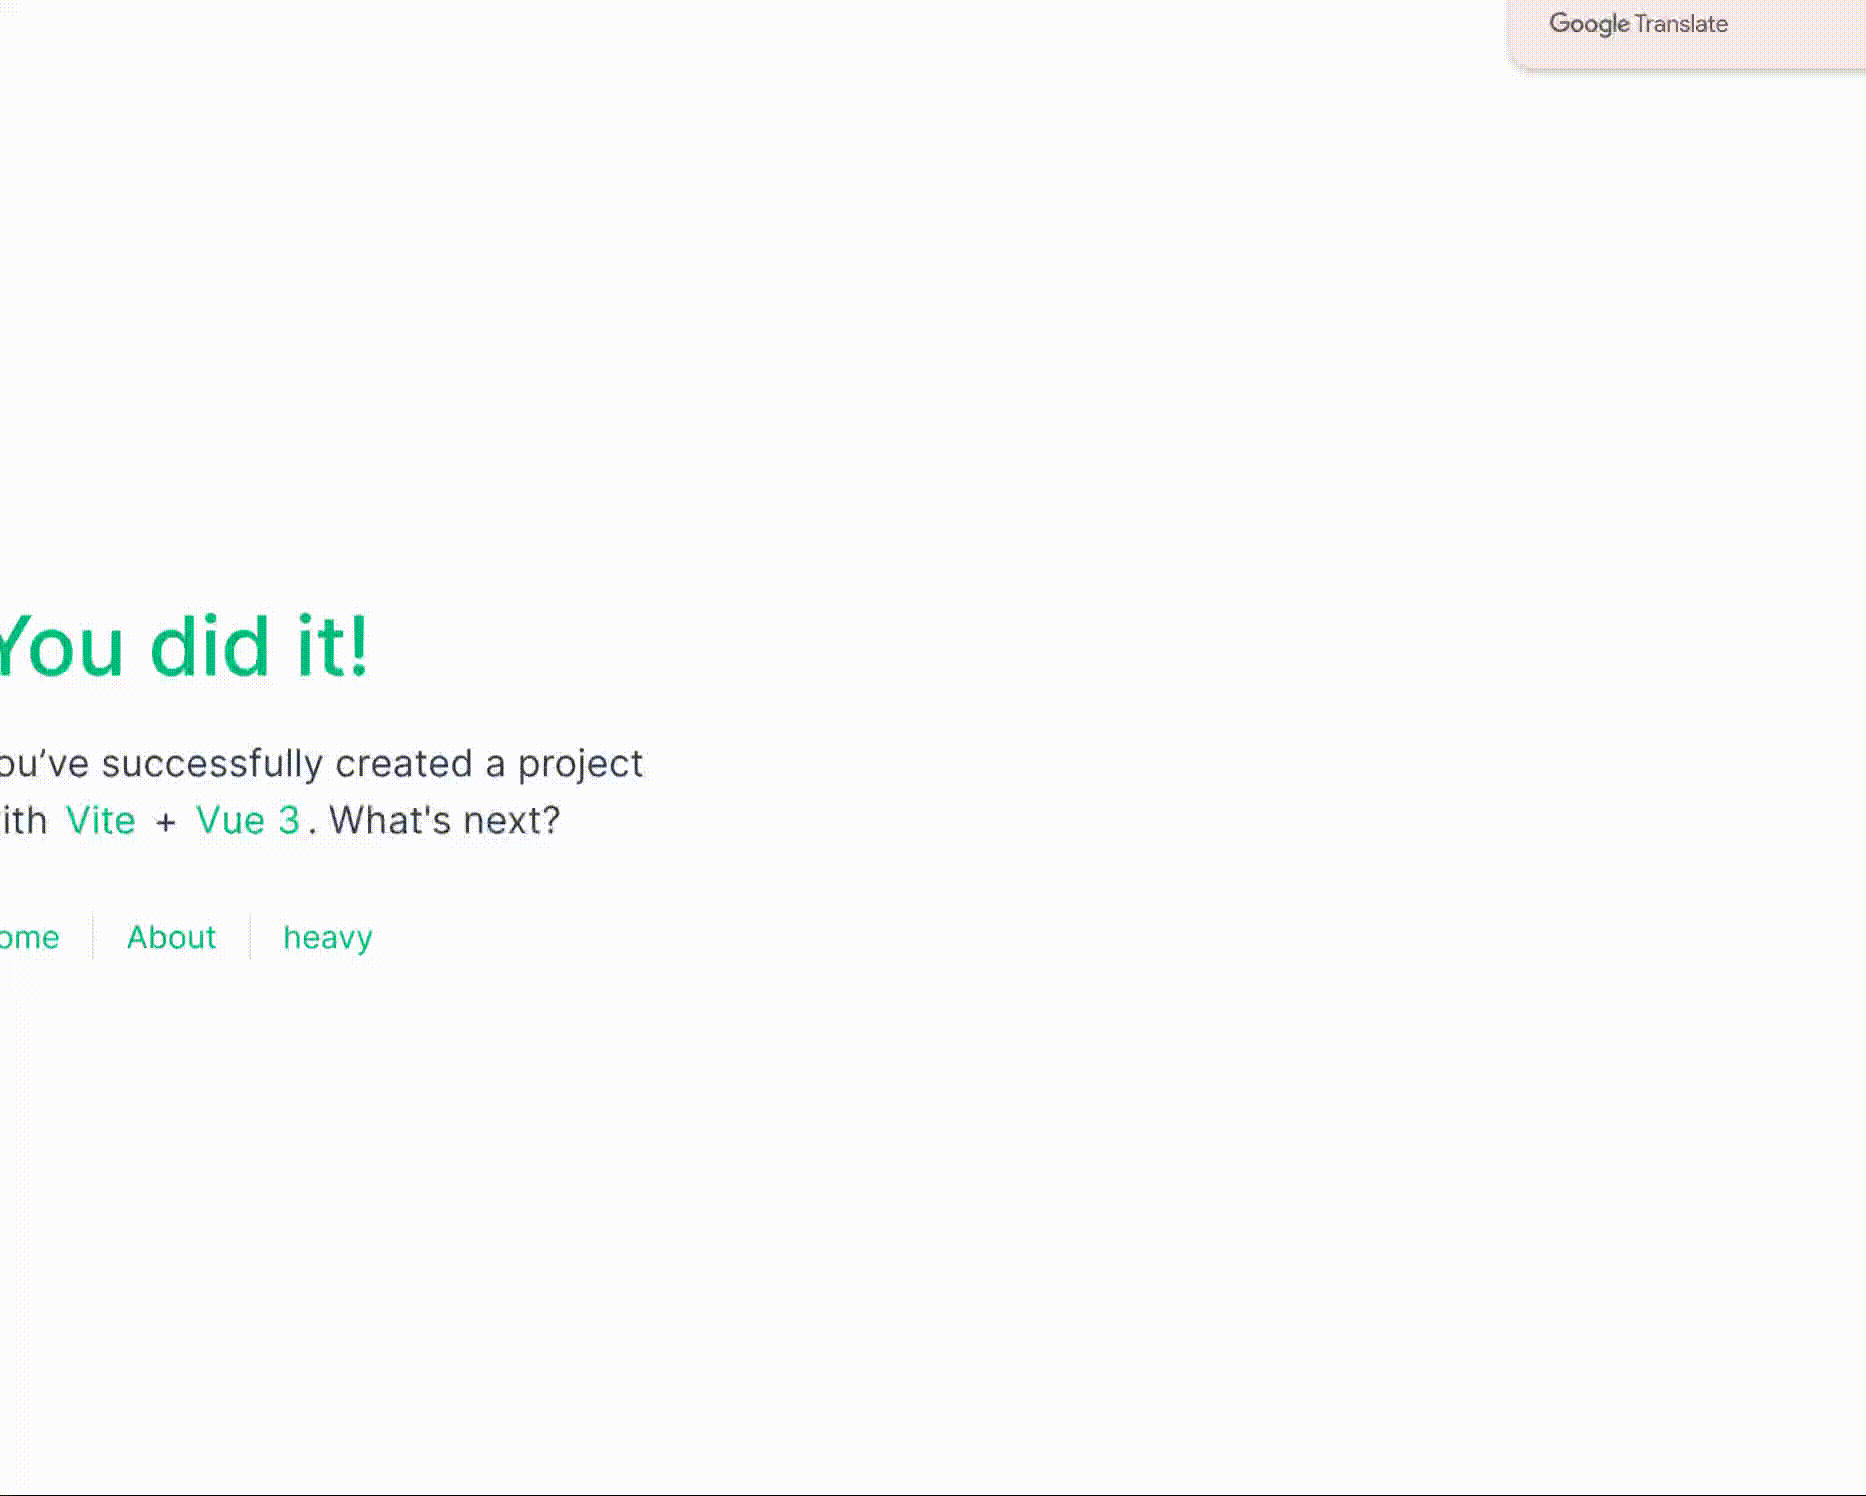 Google Translate
You did it!
ou’ve successfully created a project
ith Vite + Vue 3. What's next?
ome About heavy